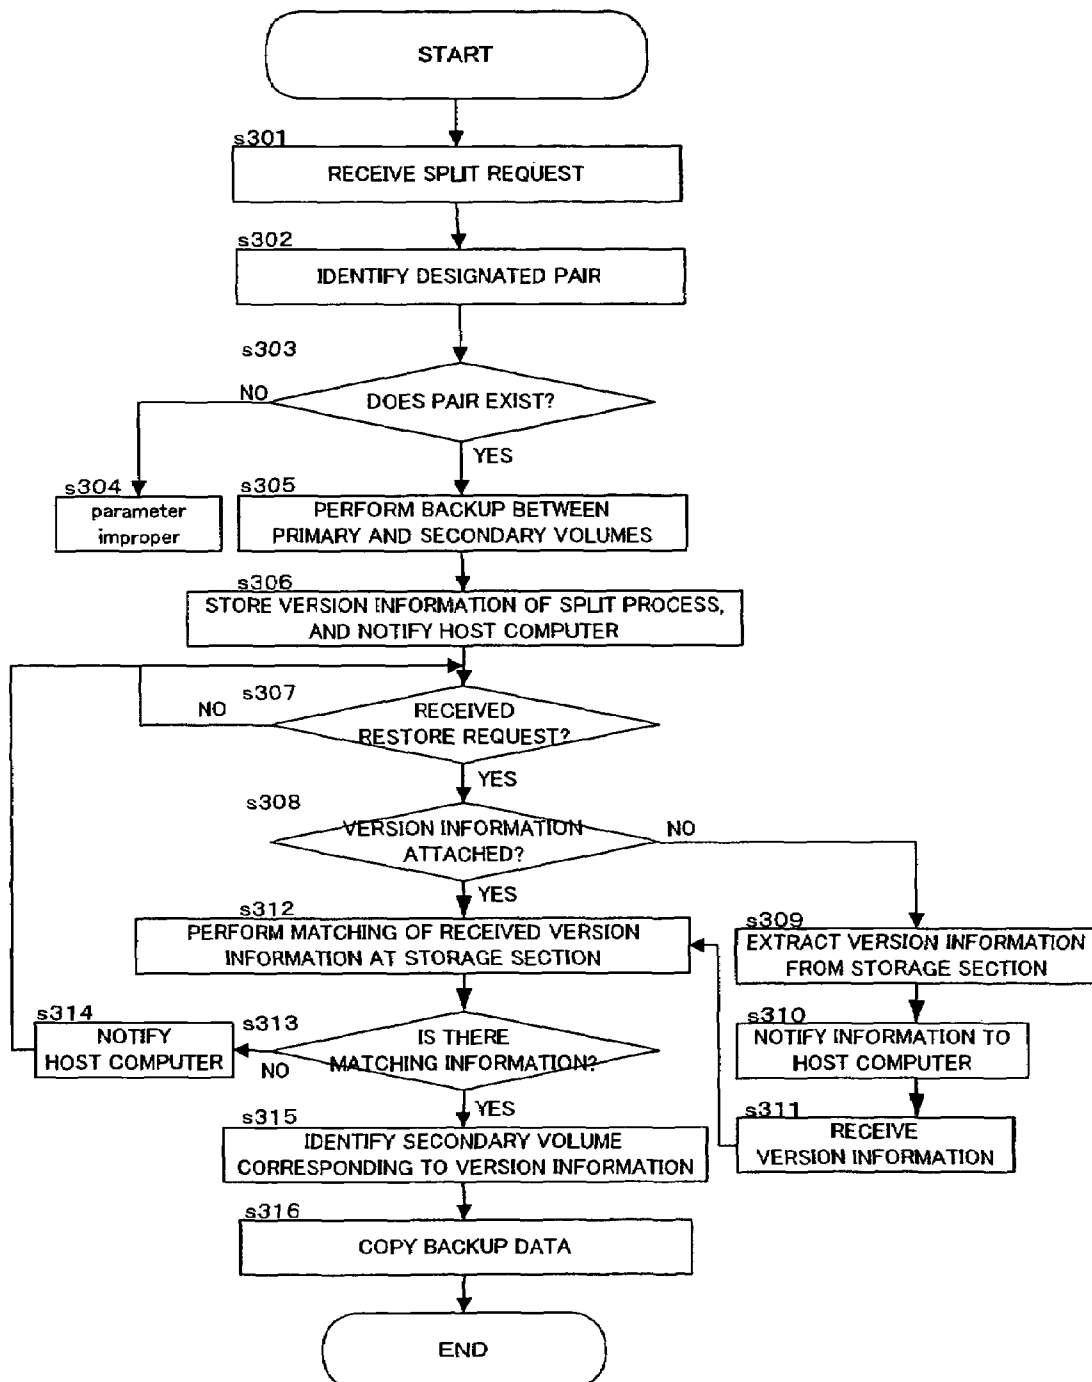 START
s301
RECEIVE SPLIT REQUEST
s302
IDENTIFY DESIGNATED PAIR
s303
NO
DOES PAIR EXIST?
YES
s304
parameter
improper
s305
PERFORM BACKUP BETWEEN
PRIMARY AND SECONDARY VOLUMES
s306
STORE VERSION INFORMATION OF SPLIT PROCESS,
AND NOTIFY HOST COMPUTER
s307
NO
RECEIVED
RESTORE REQUEST?
YES
s308
VERSION INFORMATION
ATTACHED?
NO
YES
s312
PERFORM MATCHING OF RECEIVED VERSION
INFORMATION AT STORAGE SECTION
s309
EXTRACT VERSION INFORMATION
FROM STORAGE SECTION
s310
NOTIFY INFORMATION TO
HOST COMPUTER
s311
RECEIVE
VERSION INFORMATION
s313
IS THERE
MATCHING INFORMATION?
NO
s314
NOTIFY
HOST COMPUTER
YES
s315
IDENTIFY SECONDARY VOLUME
CORRESPONDING TO VERSION INFORMATION
s316
COPY BACKUP DATA
END